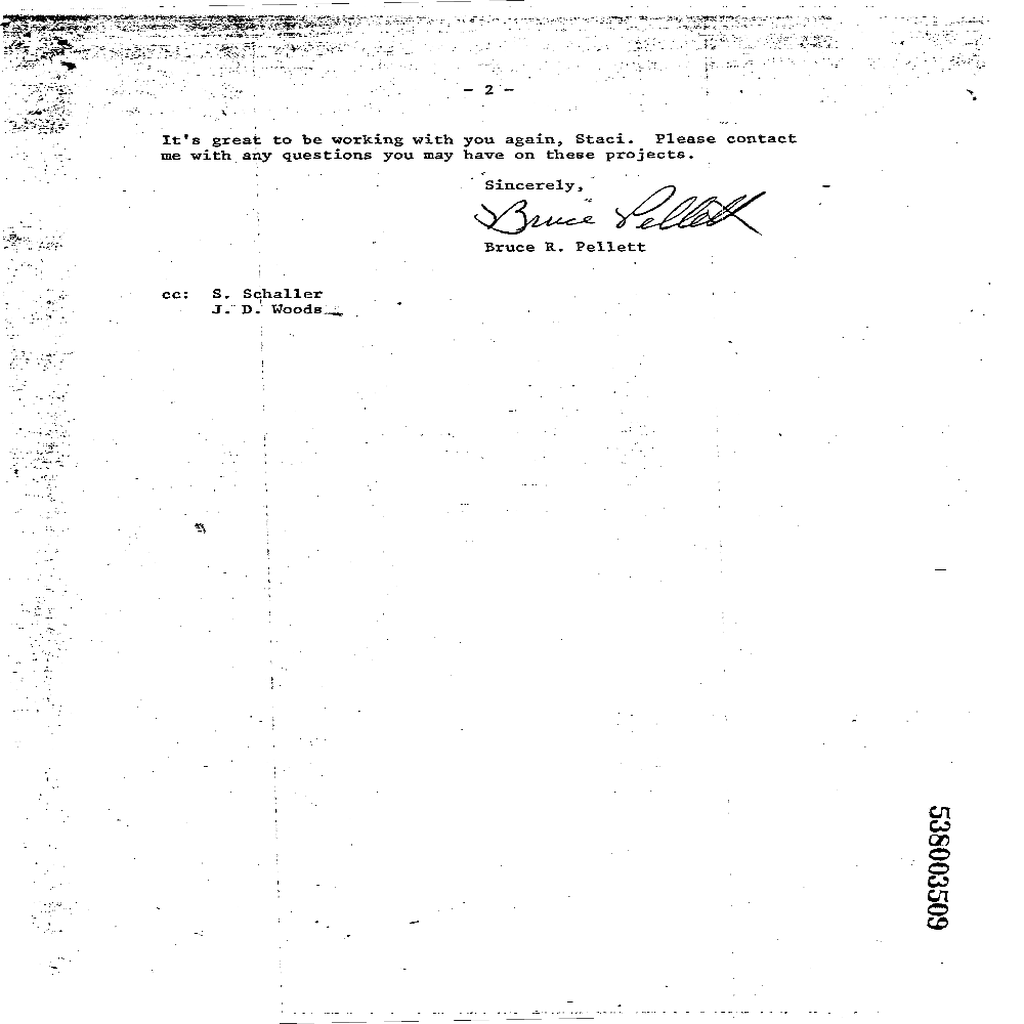 - 2 -
It's great to be working with you again, Staci. Please contact
me with any questions you may have on these projects.
Sincerely,
Bruce Pellett
Bruce R. Pellett
cc: S. Schaller
J. D. Woods
538003509